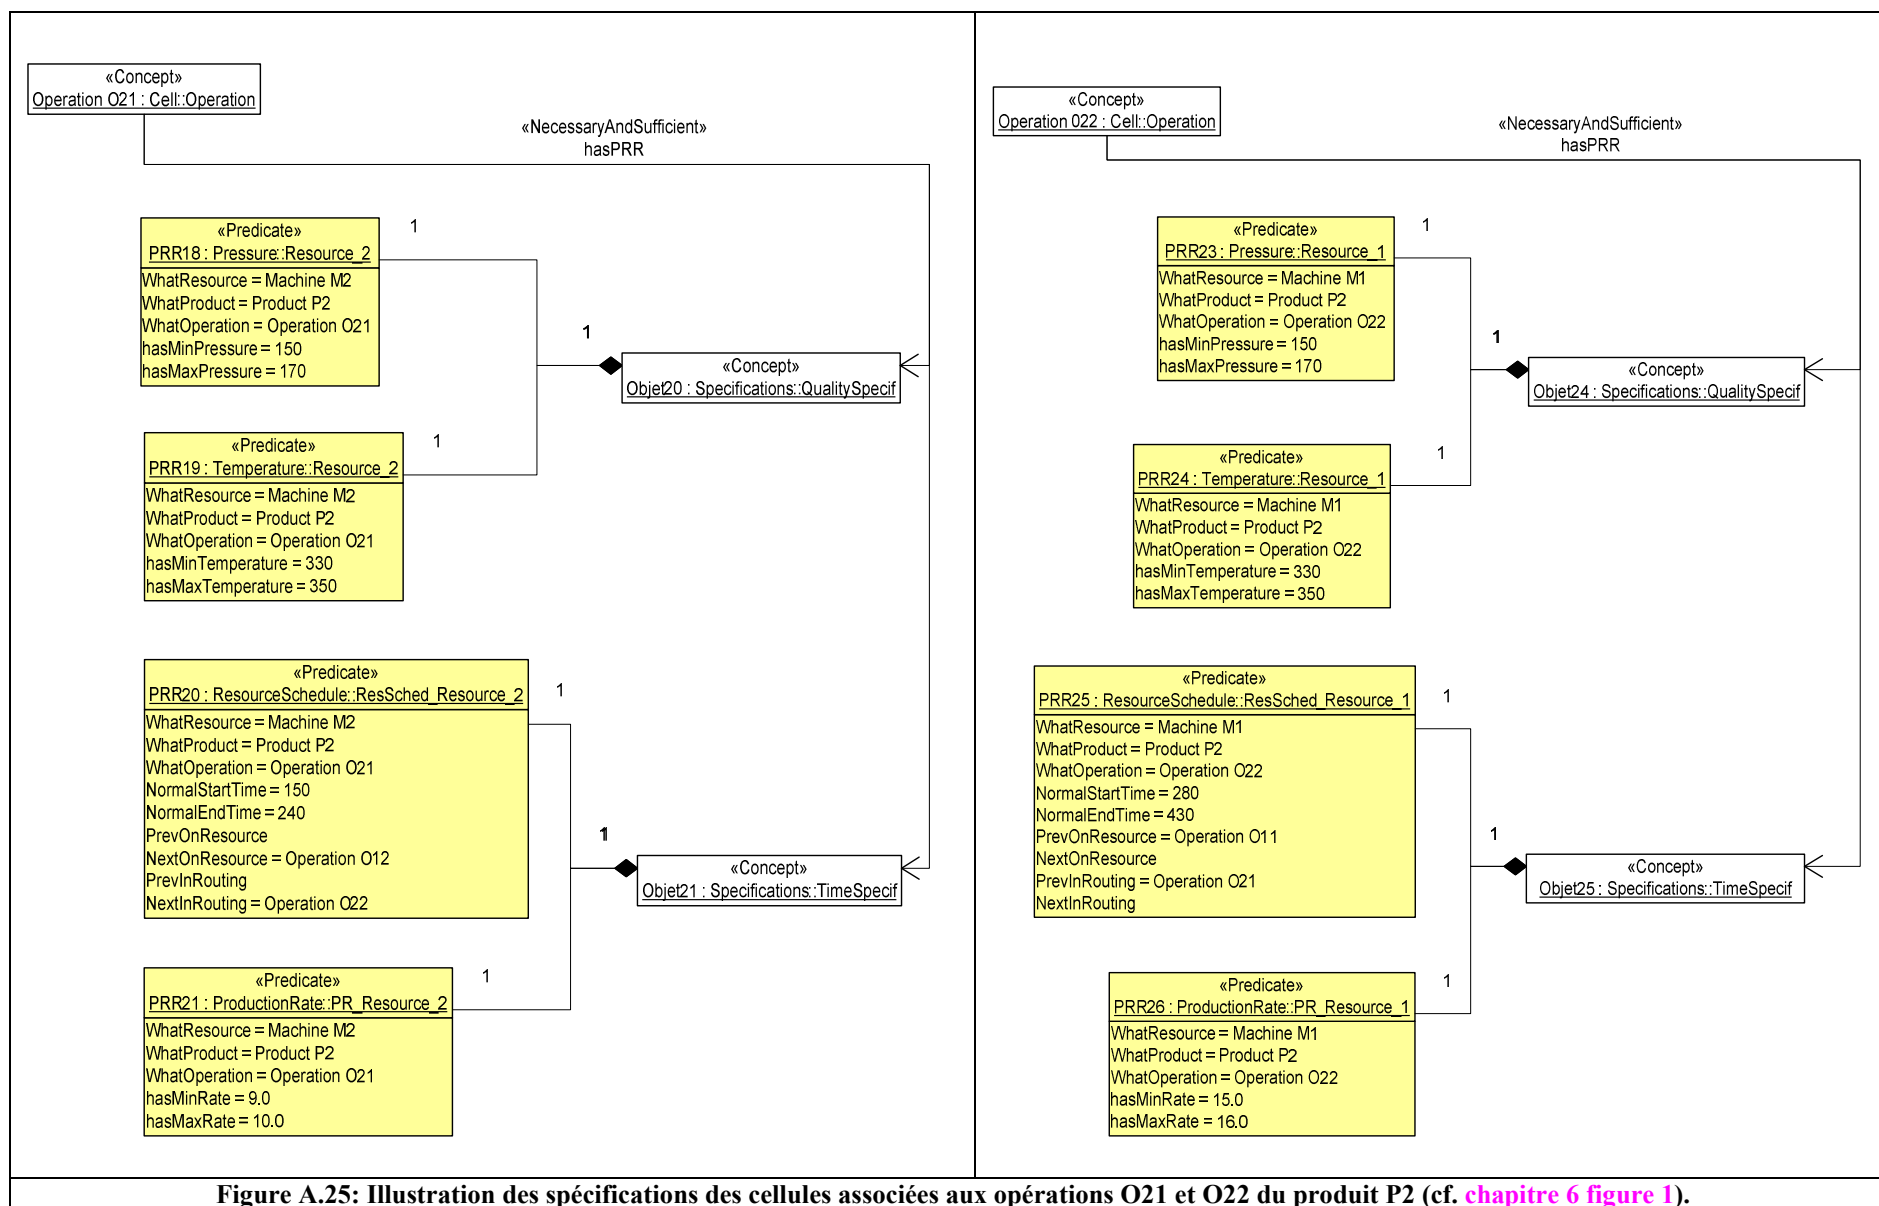 «Concept»
Operation O21 : Cell::Operation
«NecessaryAndSufficient»
hasPRR
1
«Predicate»
PRR18 : Pressure::Resource_2
WhatResource = Machine M2
WhatProduct = Product P2
WhatOperation = Operation O21
hasMinPressure = 150
hasMaxPressure = 170
1
«Concept»
Objet20 : Specifications::QualitySpecif
1
«Predicate»
PRR19 : Temperature::Resource_2
WhatResource = Machine M2
WhatProduct = Product P2
WhatOperation = Operation O21
hasMinTemperature = 330
hasMaxTemperature = 350
«Predicate»
PRR20 : ResourceSchedule::ResSched_Resource_2
1
WhatResource = Machine M2
WhatProduct = Product P2
WhatOperation = Operation O21
NormalStartTime = 150
NormalEndTime = 240
PrevOnResource
NextOnResource = Operation O12
PrevInRouting
NextInRouting = Operation O22
1
«Concept»
Objet21 : Specifications::TimeSpecif
«Predicate»
PRR21 : ProductionRate::PR_Resource_2
1
WhatResource = Machine M2
WhatProduct = Product P2
WhatOperation = Operation O21
hasMinRate = 9.0
hasMaxRate = 10.0
«Concept»
Operation 022 : Cell::Operation
«NecessaryAndSufficient»
hasPRR
1
«Predicate»
PRR23 : Pressure::Resource_1
WhatResource = Machine M1
WhatProduct = Product P2
WhatOperation = Operation O22
hasMinPressure = 150
hasMaxPressure = 170
1
«Concept»
Objet24 : Specifications::QualitySpecif
1
«Predicate»
PRR24 : Temperature::Resource_1
WhatResource = Machine M1
WhatProduct = Product P2
WhatOperation = Operation O22
hasMinTemperature = 330
hasMaxTemperature = 350
«Predicate»
PRR25 : ResourceSchedule::ResSched_Resource_1
1
WhatResource = Machine M1
WhatProduct = Product P2
WhatOperation = Operation O22
NormalStartTime = 280
NormalEndTime = 430
PrevOnResource = Operation O11
NextOnResource
PrevInRouting = Operation O21
NextInRouting
1
«Concept»
Objet25 : Specifications::TimeSpecif
«Predicate»
PRR26 : ProductionRate::PR_Resource_1
1
WhatResource = Machine M1
WhatProduct = Product P2
WhatOperation = Operation O22
hasMinRate = 15.0
hasMaxRate = 16.0
Figure A.25: Illustration des spécifications des cellules associées aux opérations O21 et O22 du produit P2 (cf. chapitre 6 figure 1).